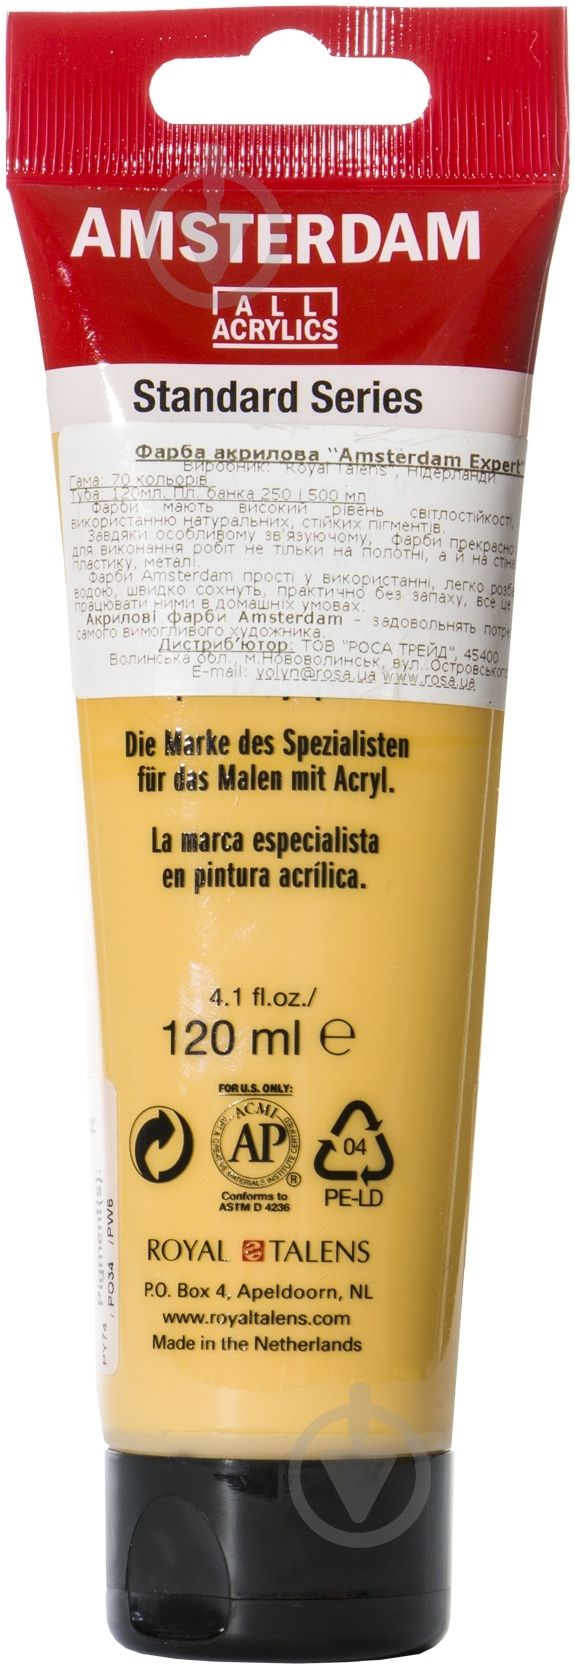 AMSTERDAM
ALL
ACRYLICS
Standard Series
Фарба акрилова "Amsterdam Expert"
Виробник: "Royal Talens", Нідерланди
Гама: 70 кольорів
Туба: 120мл. Пл. банка 250 і 500 мл
Фарби мають високий рівень світлостійкості,
використанню натуральних, стійких пігментів.
Завдяки особливому зв'язуючому, фарби прекрасно
для виконання робіт не тільки на полотні, а й на
пластику, металі.
Фарби Amsterdam прості у використанні, легко
водою, швидко сохнуть, практично без запаху, все це
працювати ними в домашніх умовах.
Акрилові фарби Amsterdam - задовольнять
самого вимогливого художника.
Дистриб'ютор: ТОВ "РОСА ТРЕЙД", 45400
Волинська обл., м.Нововолинськ, вул. Островського
E-mail: volyn@rosa.ua www.rosa.ua
Die Marke des Spezialisten
für das Malen mit Acryl.
La marca especialista
en pintura acrílica.
4.1 fl.oz./
120 ml ℮
FOR U.S. ONLY:
ACMI
AP
ART & CREATIVE MATERIALS INSTITUTE CERTIFIED
®
Conforms to
ASTM D 4236
04
PE-LD
ROYAL TALENS
P.O. Box 4, Apeldoorn, NL
www.royaltalens.com
Made in the Netherlands
Pigment(s):
PY74 / PO34 /PW6